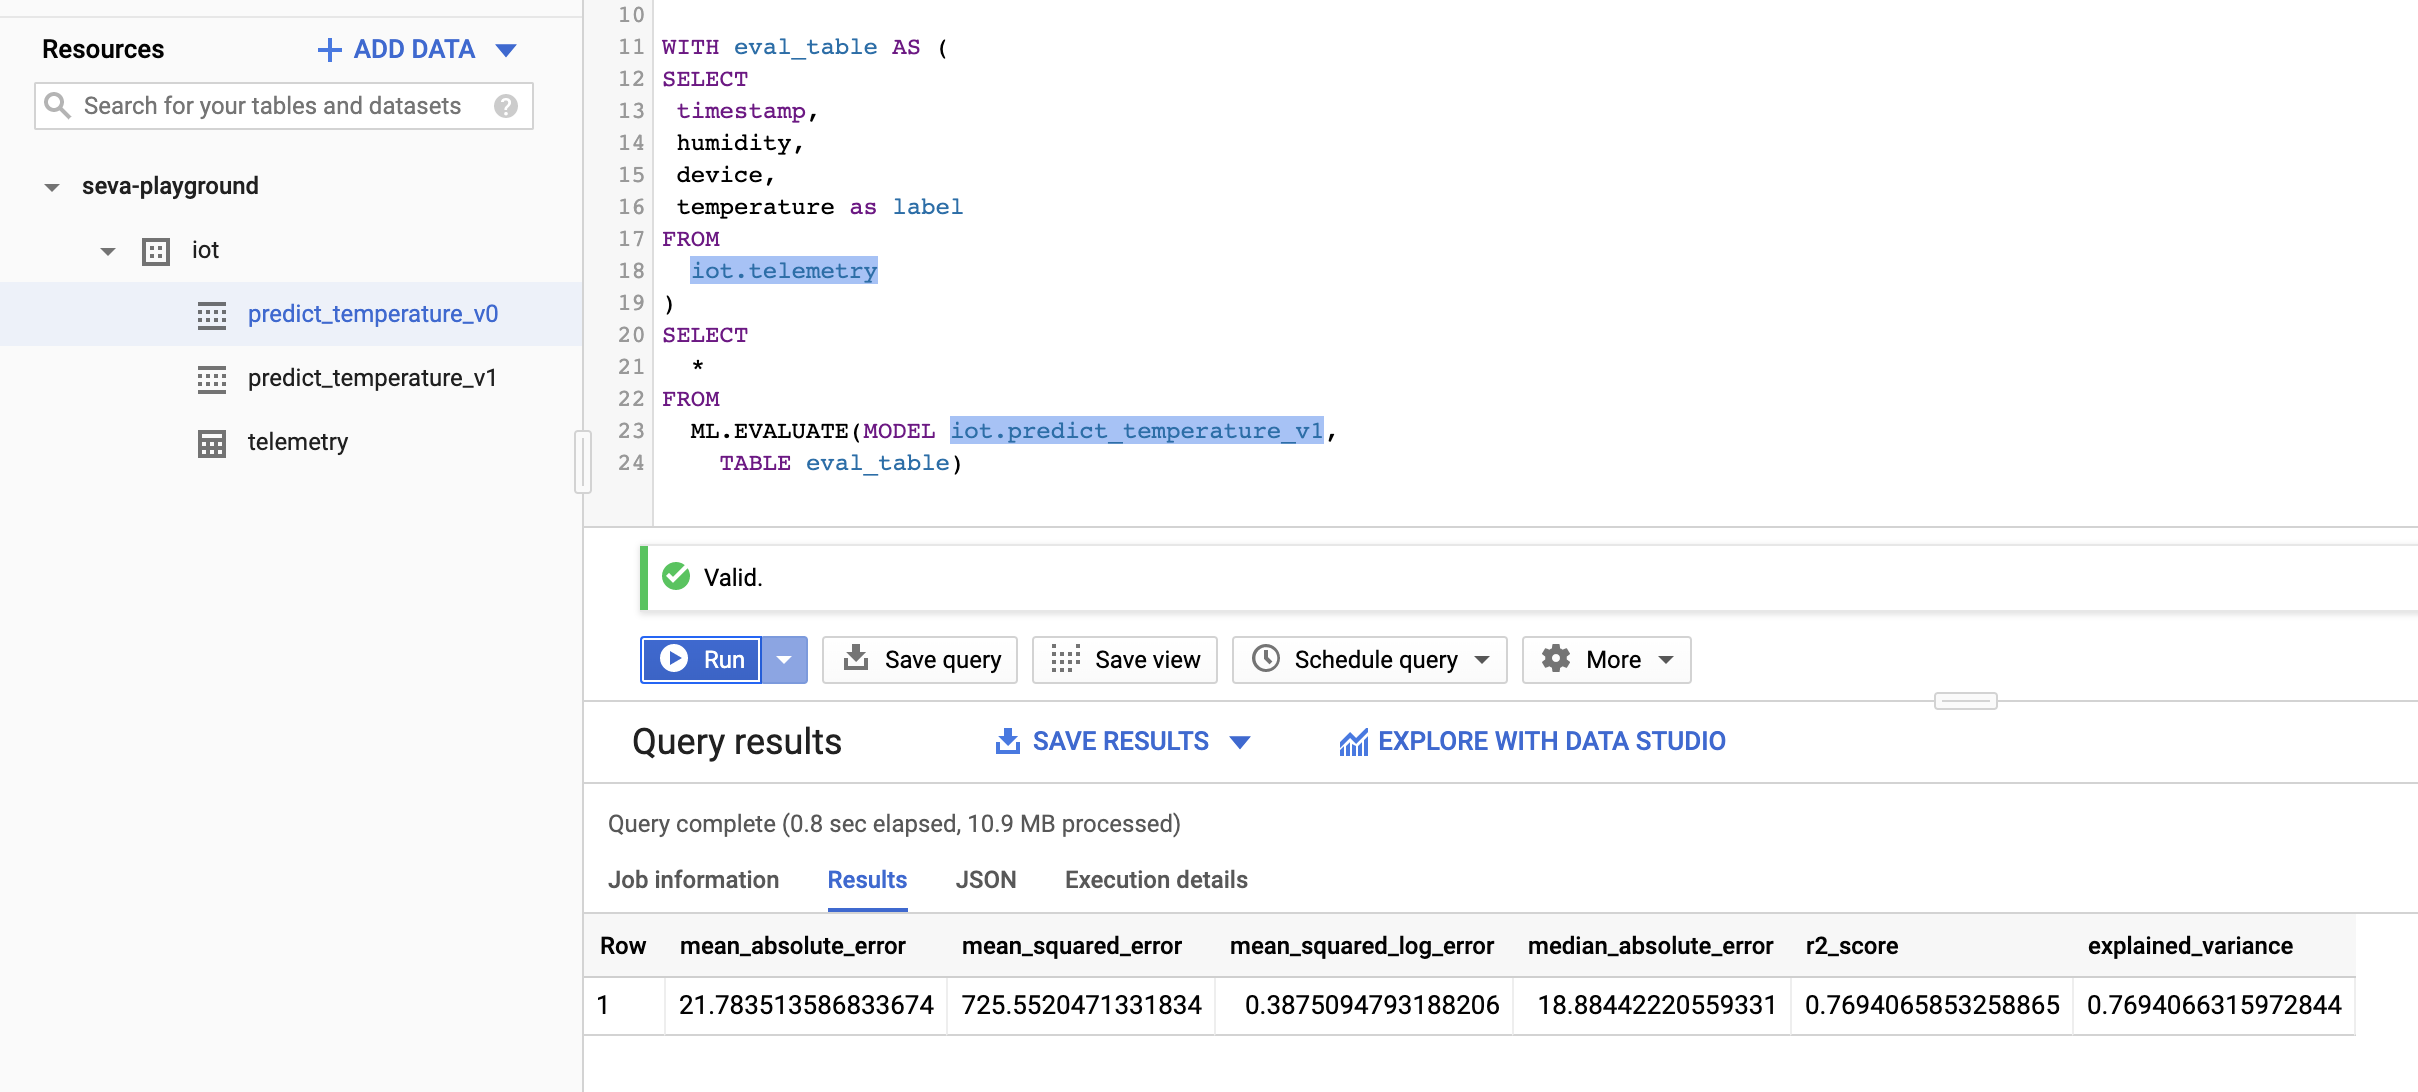 Resources
ADD DATA
Search for your tables and datasets ?
seva-playground
iot
predict_temperature_v0
predict_temperature_v1
telemetry
10
11 WITH eval_table AS (
12 SELECT
13 timestamp,
14 humidity,
15 device,
16 temperature as label
17 FROM
18 iot.telemetry
19 )
20 SELECT
21 *
22 FROM
23 ML.EVALUATE(MODEL iot.predict_temperature_v1,
24 TABLE eval_table)
Valid.
Run Save query Save view Schedule query More
Query results SAVE RESULTS EXPLORE WITH DATA STUDIO
Query complete (0.8 sec elapsed, 10.9 MB processed)
Job information Results JSON Execution details
Row mean_absolute_error mean_squared_error mean_squared_log_error median_absolute_error r2_score explained_variance
1 21.783513586833674 725.5520471331834 0.3875094793188206 18.88442220559331 0.7694065853258865 0.7694066315972844